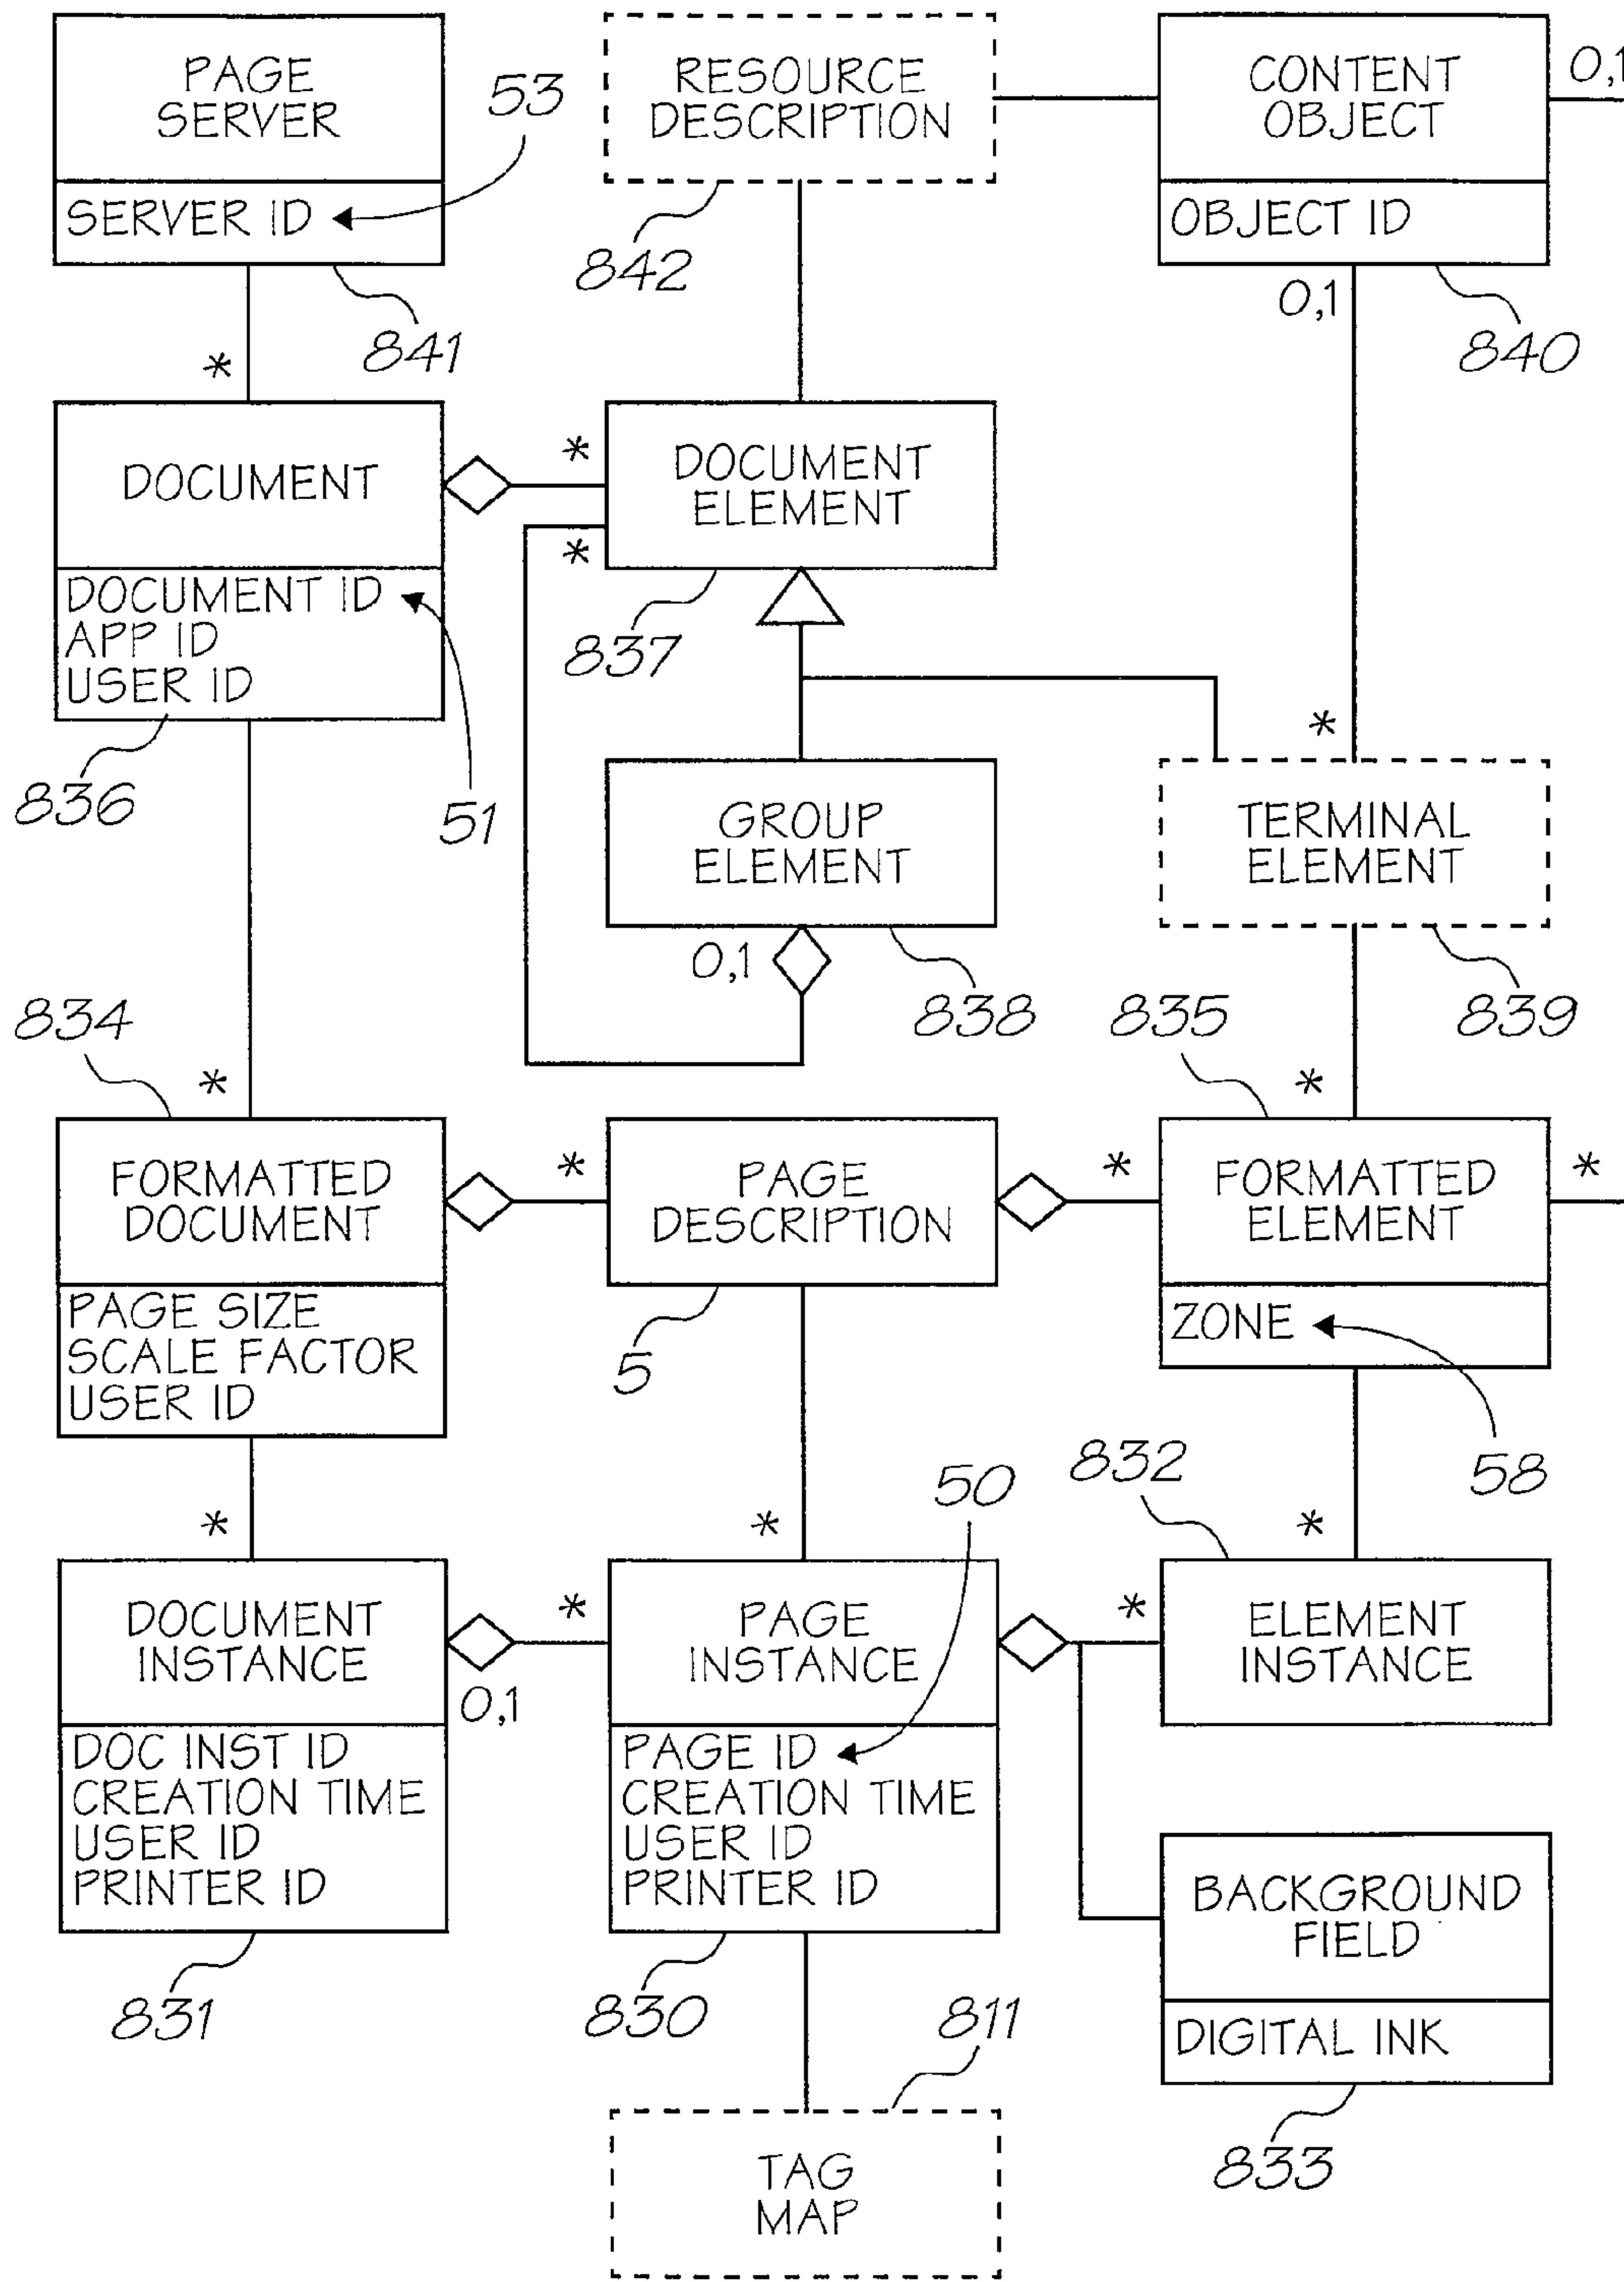 PAGE
SERVER
53
RESOURCE
DESCRIPTION
CONTENT
OBJECT
0,1
SERVER ID
842
OBJECT ID
841
0,1
840
*
DOCUMENT
*
DOCUMENT
ELEMENT
*
DOCUMENT ID
APP ID
USER ID
837
836
51
*
GROUP
ELEMENT
TERMINAL
ELEMENT
0,1
838
839
834
835
*
*
FORMATTED
DOCUMENT
*
PAGE
DESCRIPTION
*
FORMATTED
ELEMENT
*
PAGE SIZE
SCALE FACTOR
USER ID
5
ZONE
58
832
50
*
*
*
DOCUMENT
INSTANCE
0,1
*
PAGE
INSTANCE
*
ELEMENT
INSTANCE
DOC INST ID
CREATION TIME
USER ID
PRINTER ID
PAGE ID
CREATION TIME
USER ID
PRINTER ID
BACKGROUND
FIELD
DIGITAL INK
831
830
811
833
TAG
MAP